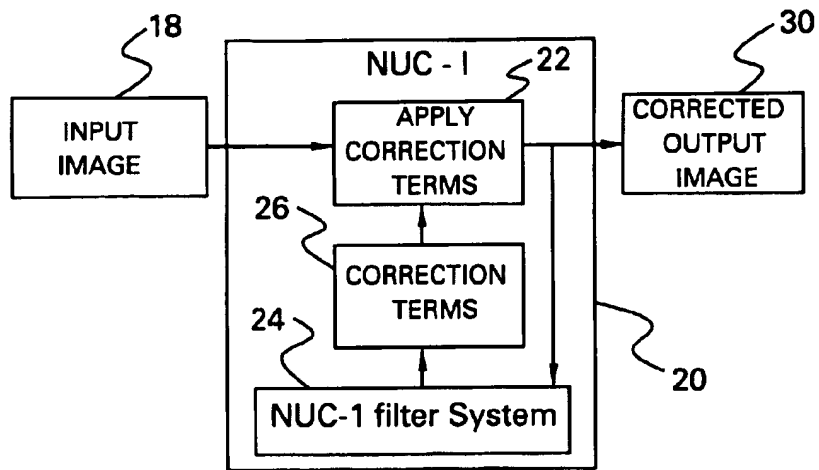 18
INPUT
IMAGE
NUC - I
22
APPLY
CORRECTION
TERMS
30
CORRECTED
OUTPUT
IMAGE
26
CORRECTION
TERMS
24
NUC-1 filter System
20